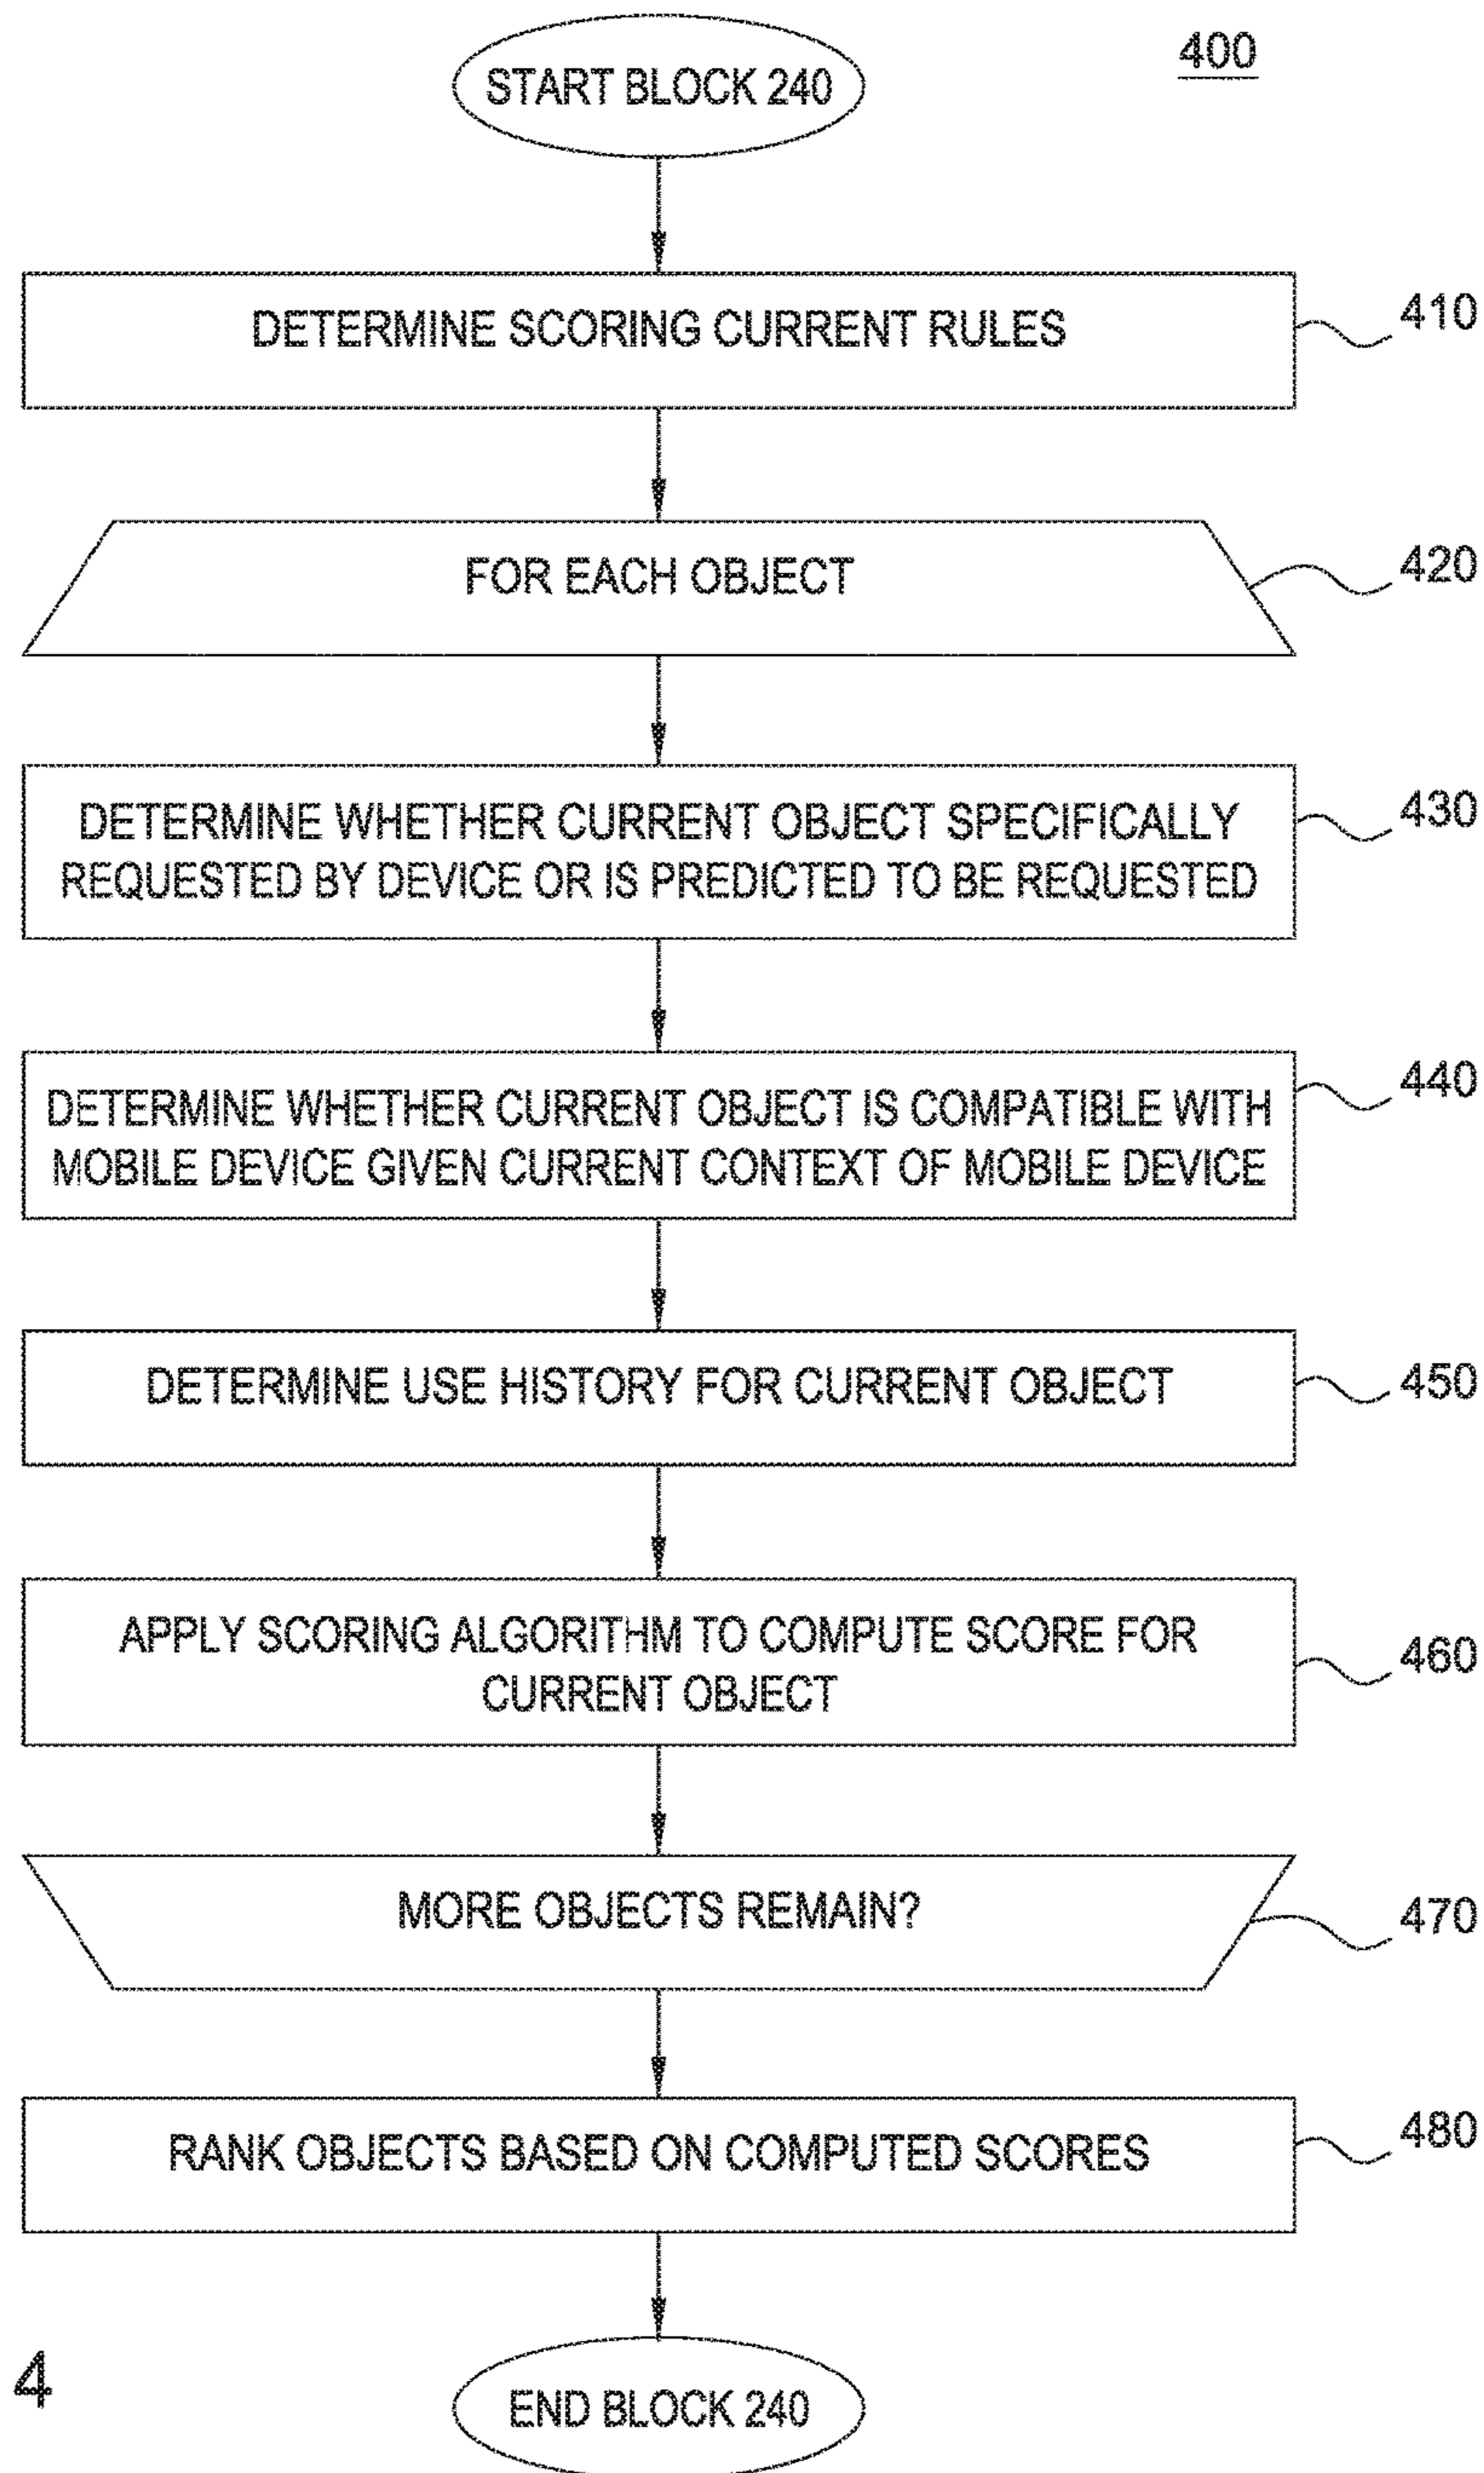 400
START BLOCK 240
DETERMINE SCORING CURRENT RULES
410
FOR EACH OBJECT
420
DETERMINE WHETHER CURRENT OBJECT SPECIFICALLY
REQUESTED BY DEVICE OR IS PREDICTED TO BE REQUESTED
430
DETERMINE WHETHER CURRENT OBJECT IS COMPATIBLE WITH
MOBILE DEVICE GIVEN CURRENT CONTEXT OF MOBILE DEVICE
440
DETERMINE USE HISTORY FOR CURRENT OBJECT
450
APPLY SCORING ALGORITHM TO COMPUTE SCORE FOR
CURRENT OBJECT
460
MORE OBJECTS REMAIN?
470
RANK OBJECTS BASED ON COMPUTED SCORES
480
END BLOCK 240
4